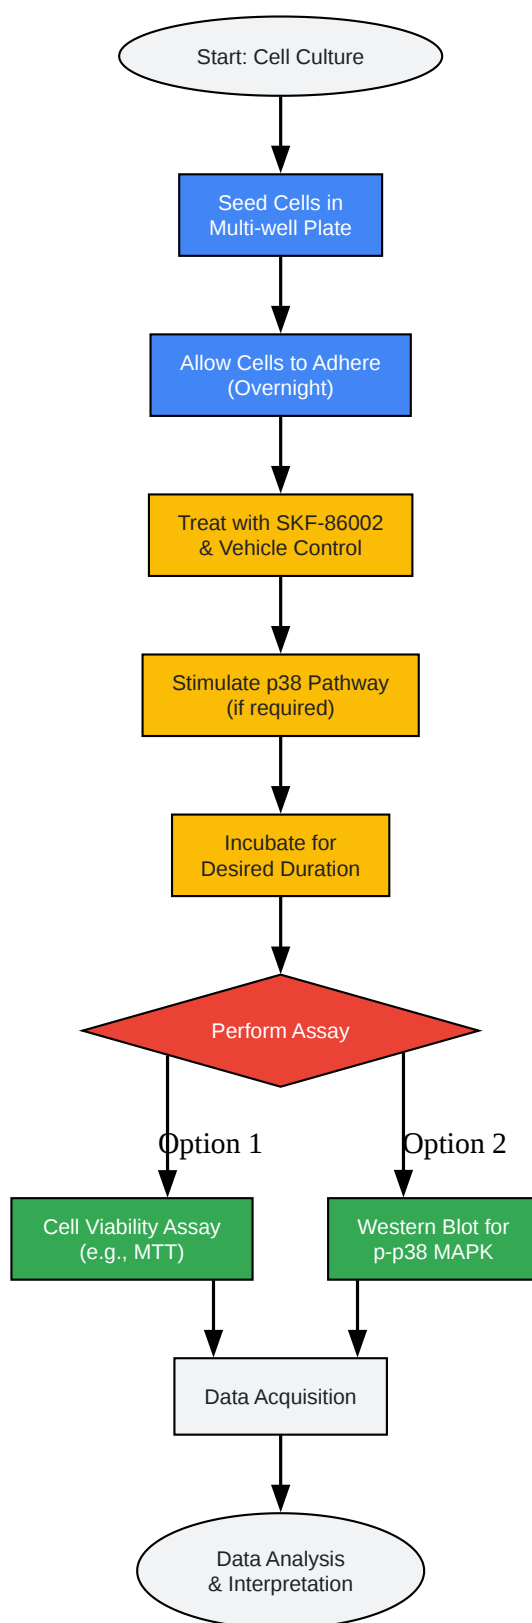 Start: Cell Culture
Seed Cells in
Multi-well Plate
Allow Cells to Adhere
(Overnight)
Treat with SKF-86002
& Vehicle Control
Stimulate p38 Pathway
(if required)
Incubate for
Desired Duration
Perform Assay
Option 1
Option 2
Cell Viability Assay
(e.g., MTT)
Western Blot for
p-p38 MAPK
Data Acquisition
Data Analysis
& Interpretation